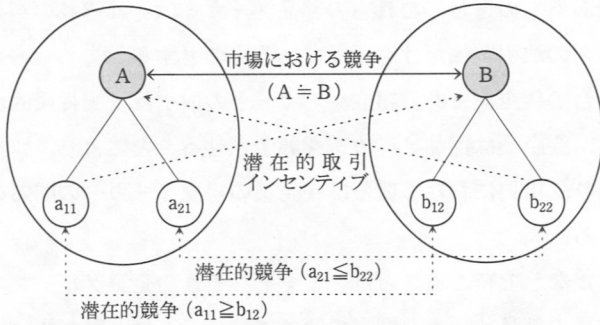 市場における競争
A
B
(A≒B)
潜在的取引
インセンティブ
a11
a21
b12
b22
潜在的競争(a21≦b22)
潜在的競争(a11≧b12)